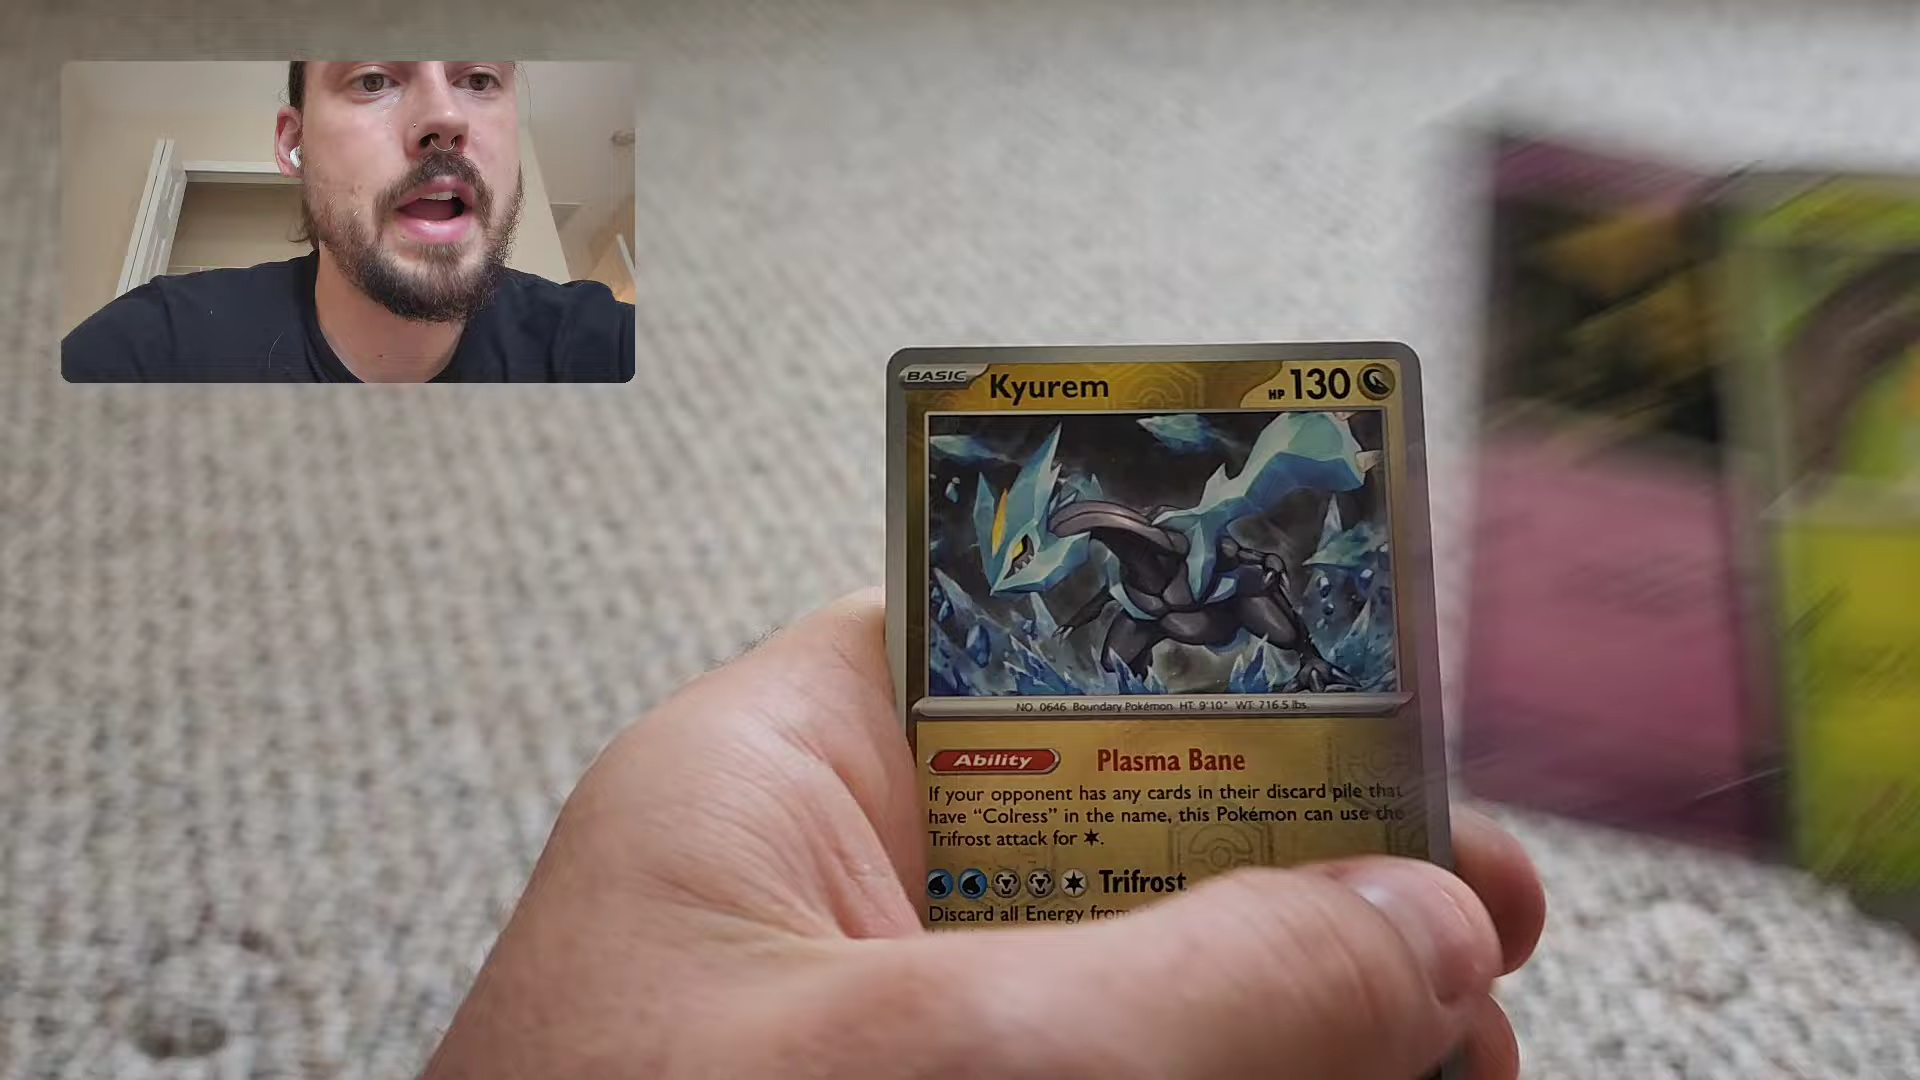 BASIC Kyurem HP 130
NO. 0646 Boundary Pokémon HT: 9'10" WT: 716.5 lbs.
Ability Plasma Bane
If your opponent has any cards in their discard pile that
have “Colress” in the name, this Pokémon can use the
Trifrost attack for
Trifrost
Discard all Energy from